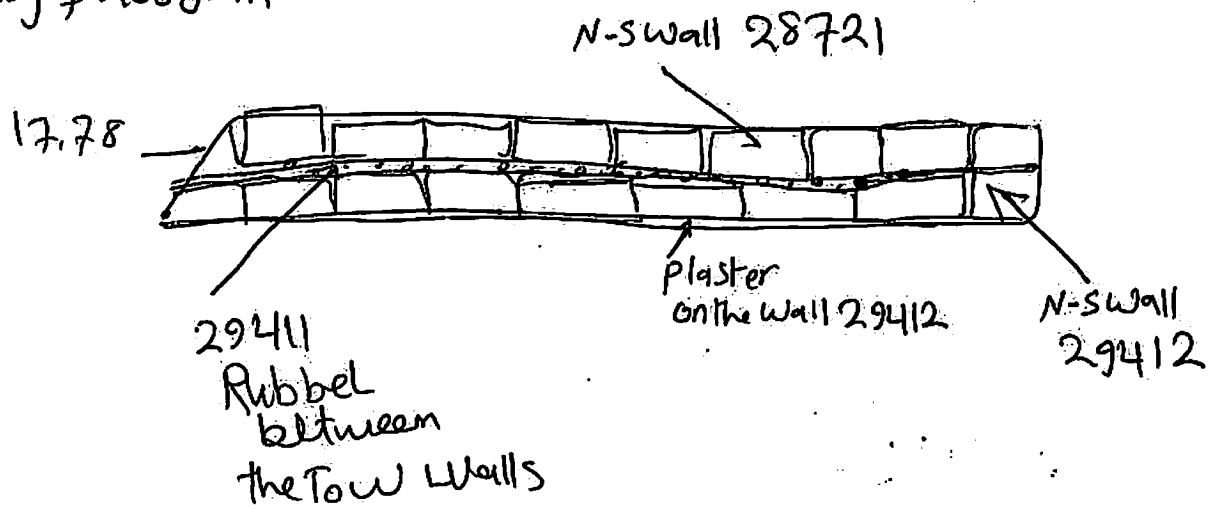 N-S wall 28721
17.78
Plaster
on the wall 29412
N-S wall
29412
29411
Rubbel
between
the Tow Walls